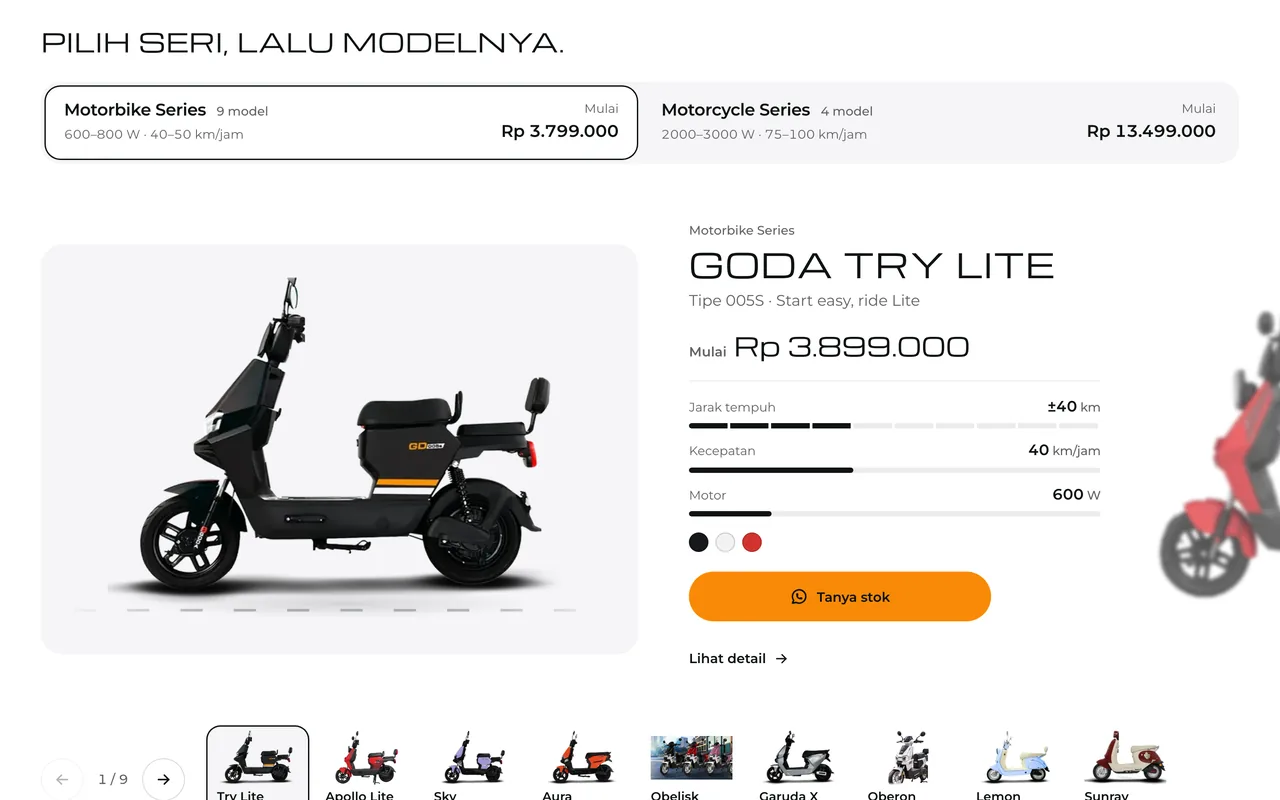 PILIH SERI, LALU MODELNYA.
Motorbike Series 9 model
Mulai
600–800 W · 40–50 km/jam
Rp 3.799.000
Motorcycle Series 4 model
Mulai
2000–3000 W · 75–100 km/jam
Rp 13.499.000
Motorbike Series
GODA TRY LITE
Tipe 005S · Start easy, ride Lite
Mulai Rp 3.899.000
Jarak tempuh ±40 km
Kecepatan 40 km/jam
Motor 600 W
Tanya stok
Lihat detail →
← 1 / 9 →
Try Lite
Apollo Lite
Sky
Aura
Obelisk
Garuda X
Oberon
Lemon
Sunray